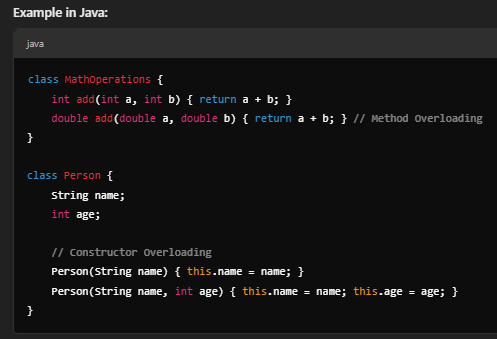 Example in Java:
java
class MathOperations {
    int add(int a, int b) { return a + b; }
    double add(double a, double b) { return a + b; } // Method Overloading
}
class Person {
    String name;
    int age;
    // Constructor Overloading
    Person(String name) { this.name = name; }
    Person(String name, int age) { this.name = name; this.age = age; }
}